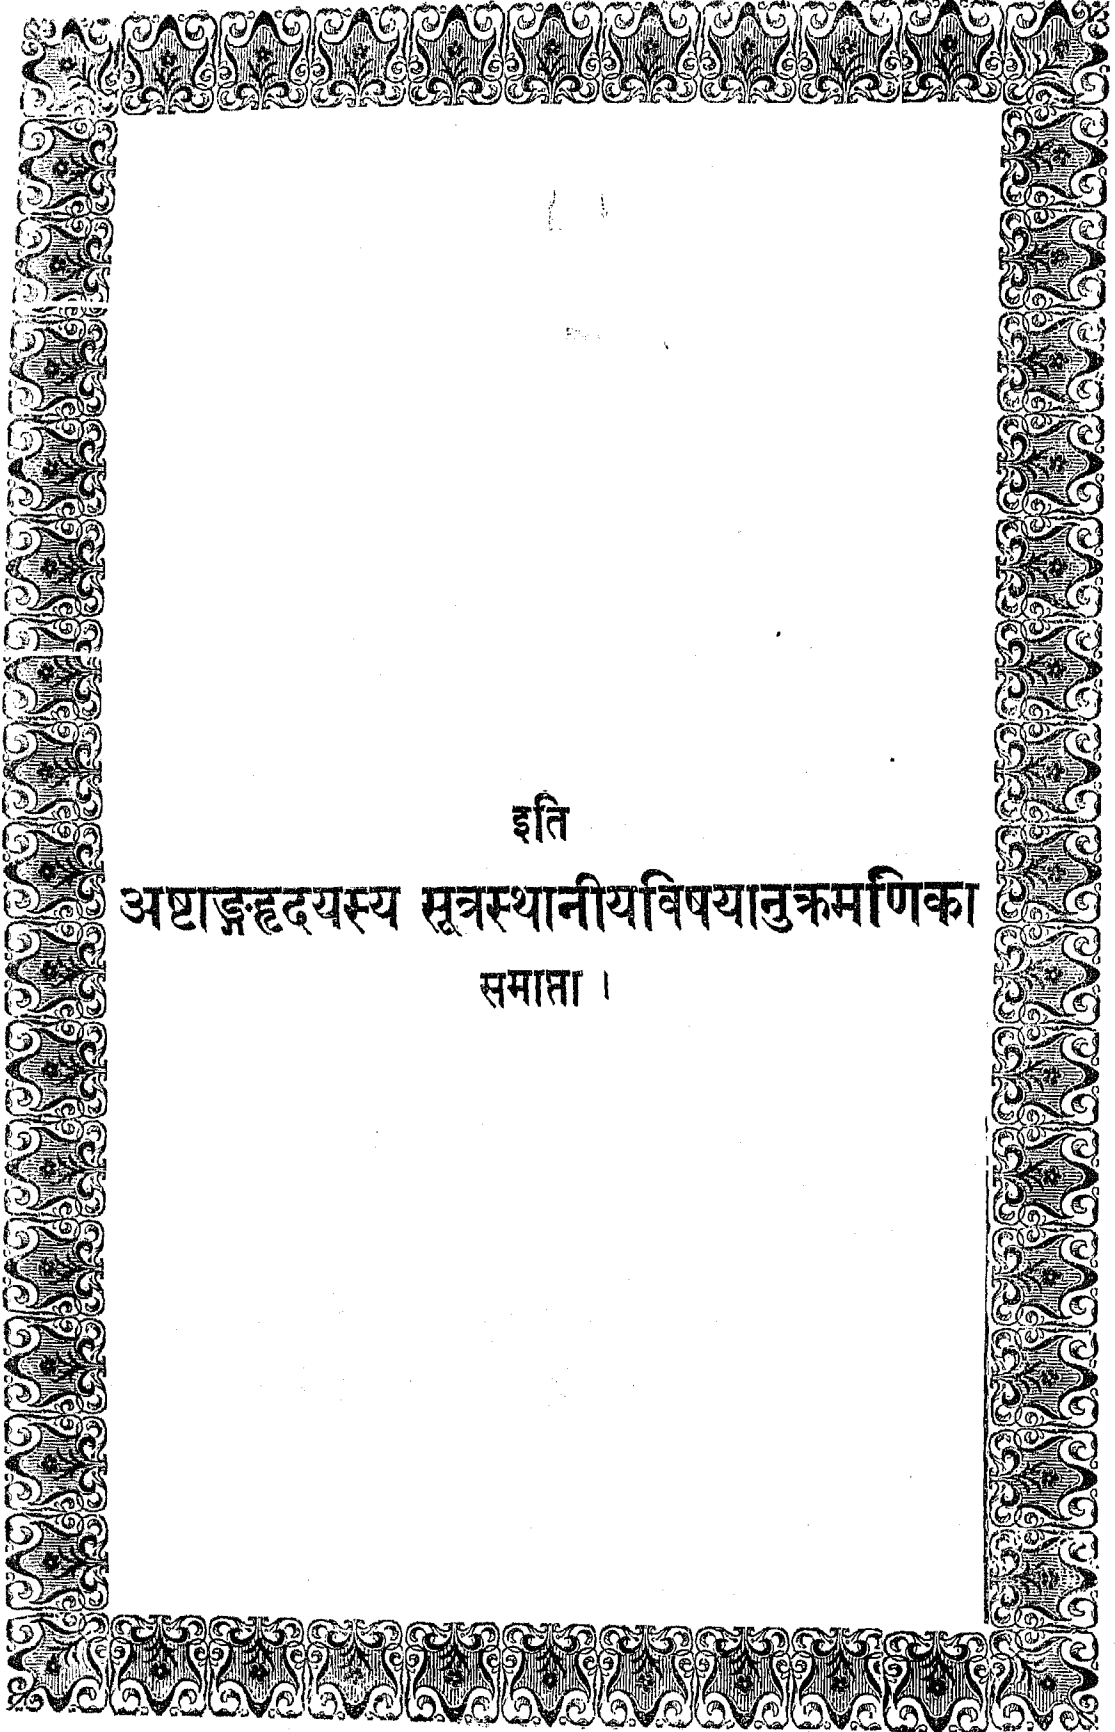 इति
अष्टाङ्गहृदयस्य सूत्रस्थानीयविषयानुक्रमणिका
समाप्ता ।